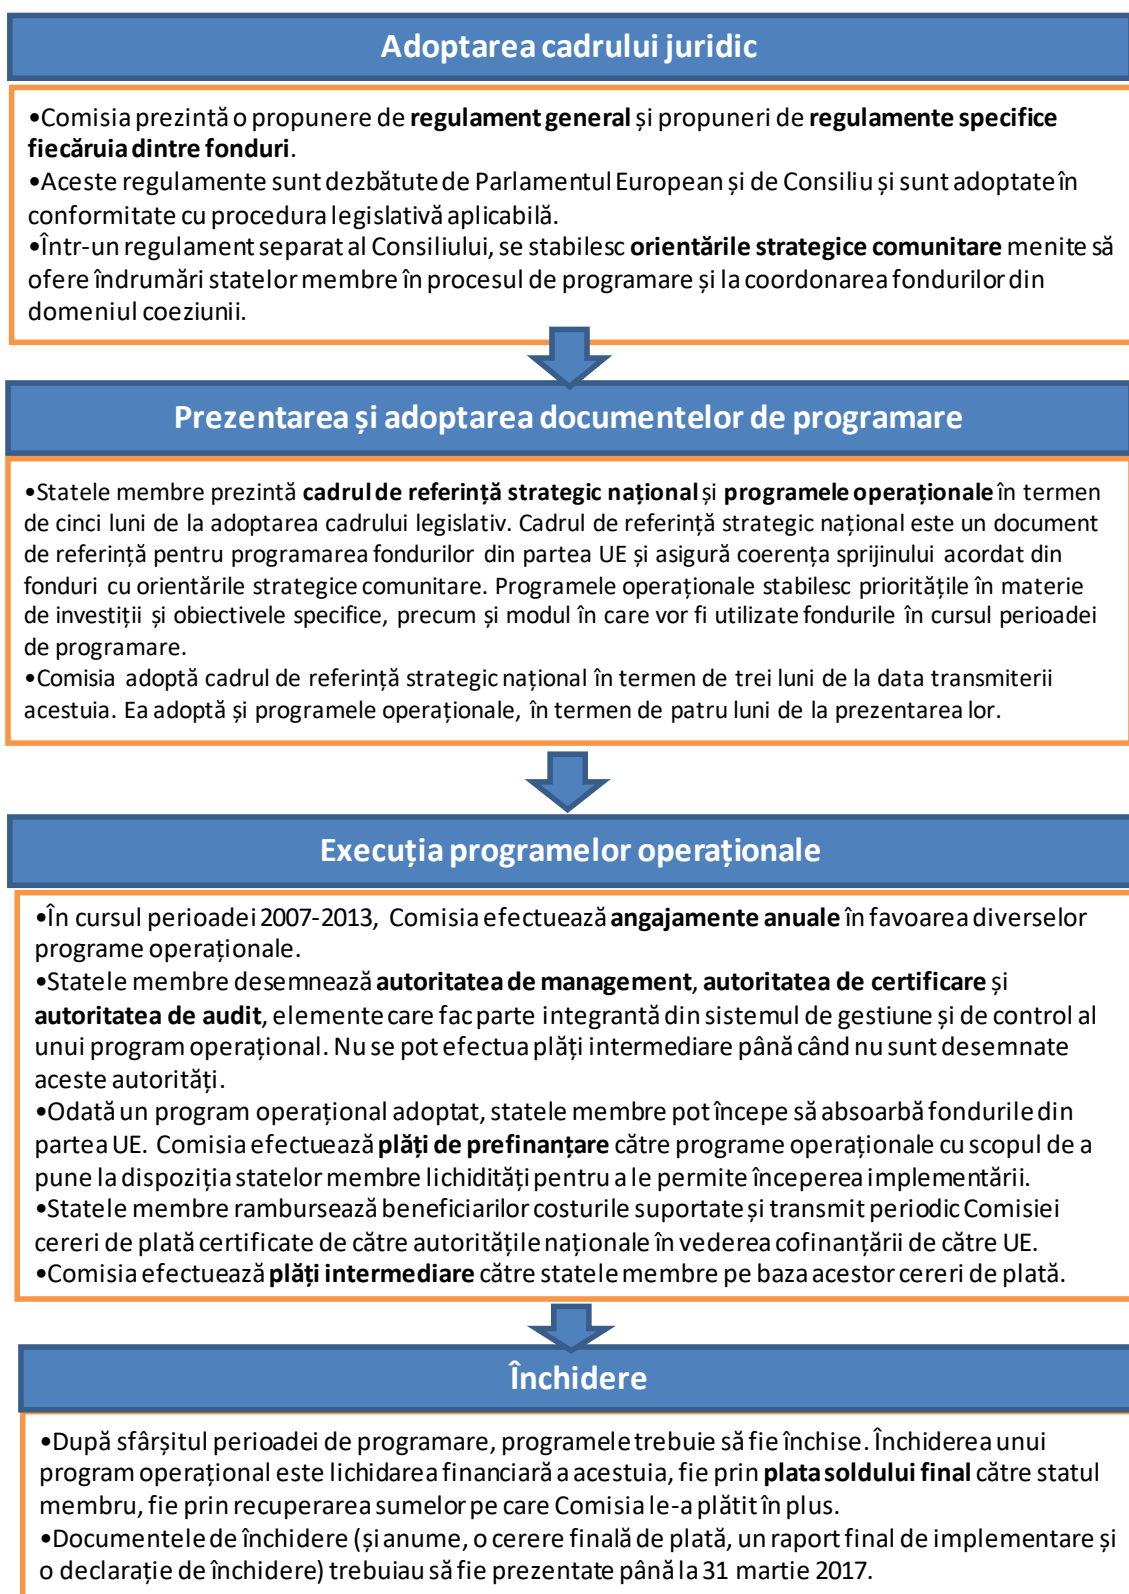 Adoptarea cadrului juridic
•Comisia prezintă o propunere de regulament general și propuneri de regulamente specifice
fiecăruia dintre fonduri.
•Aceste regulamente sunt dezbătute de Parlamentul European și de Consiliu și sunt adoptate în
conformitate cu procedura legislativă aplicabilă.
•Într-un regulament separat al Consiliului, se stabilesc orientările strategice comunitare menite să
ofere îndrumări statelor membre în procesul de programare și la coordonarea fondurilor din
domeniul coeziunii.
Prezentarea și adoptarea documentelor de programare
•Statele membre prezintă cadrul de referință strategic național și programele operaționale în termen
de cinci luni de la adoptarea cadrului legislativ. Cadrul de referință strategic național este un document
de referință pentru programarea fondurilor din partea UE și asigură coerența sprijinului acordat din
fonduri cu orientările strategice comunitare. Programele operaționale stabilesc prioritățile în materie
de investiții și obiectivele specifice, precum și modul în care vor fi utilizate fondurile în cursul perioadei
de programare.
•Comisia adoptă cadrul de referință strategic național în termen de trei luni de la data transmiterii
acestuia. Ea adoptă și programele operaționale, în termen de patru luni de la prezentarea lor.
Execuția programelor operaționale
•În cursul perioadei 2007-2013, Comisia efectuează angajamente anuale în favoarea diverselor
programe operaționale.
•Statele membre desemnează autoritatea de management, autoritatea de certificare și
autoritatea de audit, elemente care fac parte integrantă din sistemul de gestiune și de control al
unui program operațional. Nu se pot efectua plăți intermediare până când nu sunt desemnate
aceste autorități.
•Odată un program operațional adoptat, statele membre pot începe să absoarbă fondurile din
partea UE. Comisia efectuează plăți de prefinanțare către programe operaționale cu scopul de a
pune la dispoziția statelor membre lichidități pentru a le permite începerea implementării.
•Statele membre rambursează beneficiarilor costurile suportate și transmit periodic Comisiei
cereri de plată certificate de către autoritățile naționale în vederea cofinanțării de către UE.
•Comisia efectuează plăți intermediare către statele membre pe baza acestor cereri de plată.
Închidere
•După sfârșitul perioadei de programare, programele trebuie să fie închise. Închiderea unui
program operațional este lichidarea financiară a acestuia, fie prin plata soldului final către statul
membru, fie prin recuperarea sumelor pe care Comisia le-a plătit în plus.
•Documentele de închidere (și anume, o cerere finală de plată, un raport final de implementare și
o declarație de închidere) trebuiau să fie prezentate până la 31 martie 2017.